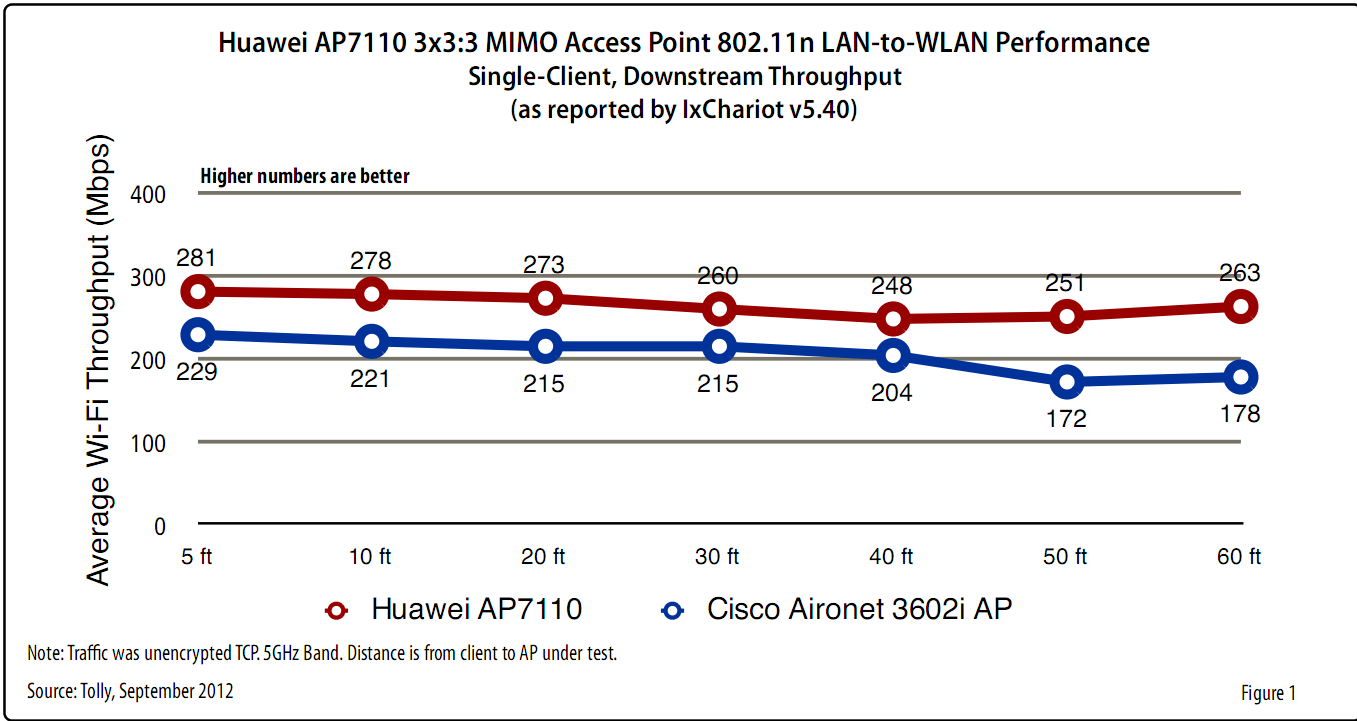 Huawei AP7110 3x3:3 MIMO Access Point 802.11n LAN-to-WLAN Performance
Single-Client, Downstream Throughput
(as reported by IxChariot v5.40)
Average Wi-Fi Throughput (Mbps)
Higher numbers are better
400
300
200
100
0
281
278
273
260
248
251
263
229
221
215
215
204
172
178
5 ft
10 ft
20 ft
30 ft
40 ft
50 ft
60 ft
Huawei AP7110
Cisco Aironet 3602i AP
Note: Traffic was unencrypted TCP. 5GHz Band. Distance is from client to AP under test.
Source: Tolly, September 2012
Figure 1